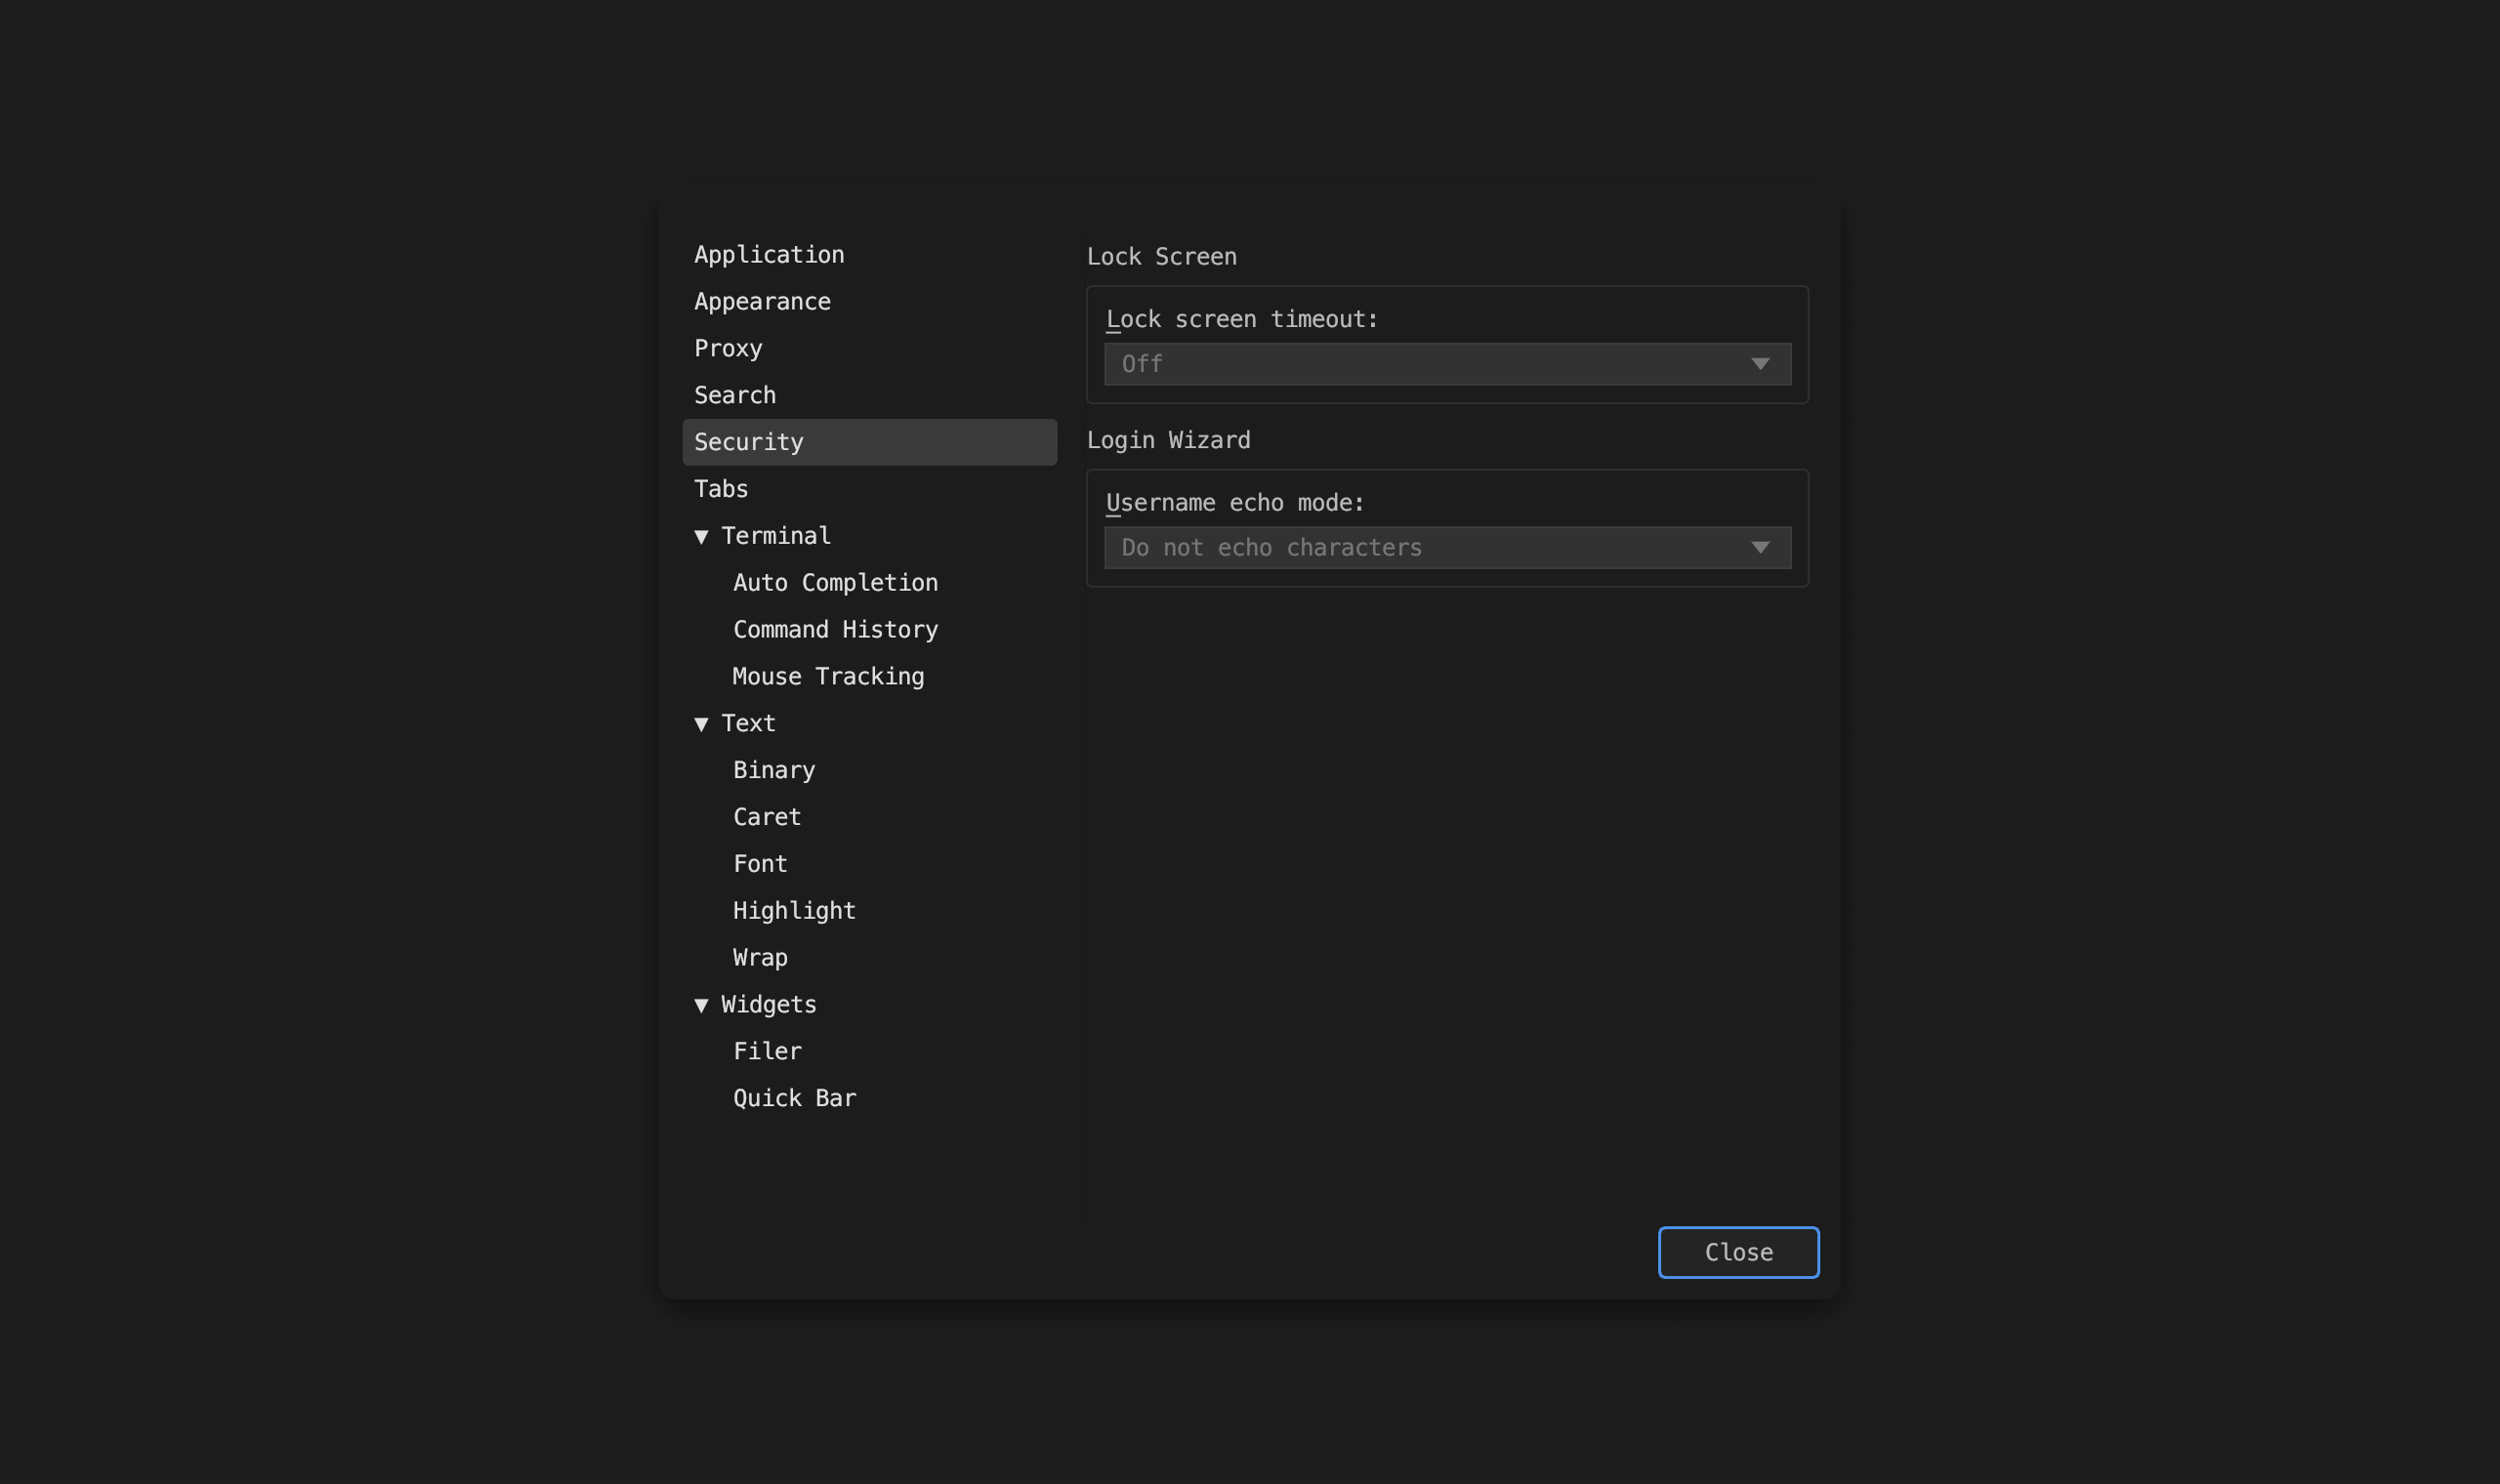 Application
Appearance
Proxy
Search
Security
Tabs
Terminal
Auto Completion
Command History
Mouse Tracking
Text
Binary
Caret
Font
Highlight
Wrap
Widgets
Filer
Quick Bar
Lock Screen
Lock screen timeout:
Off
Login Wizard
Username echo mode:
Do not echo characters
Close